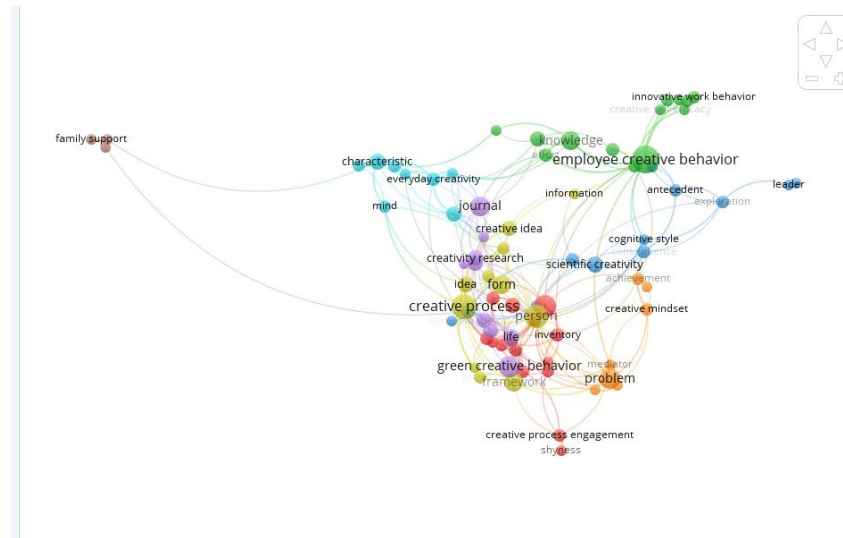 innovative work behavior
family support
knowledge
employee creative behavior
characteristic
everyday creativity
information
antecedent
leader
exploration
mind
journal
creative idea
cognitive style
creativity research
scientific creativity
achievement
idea
form
creative process
person
creative mindset
life
inventory
green creative behavior
mediator
framework
problem
creative process engagement
shyness